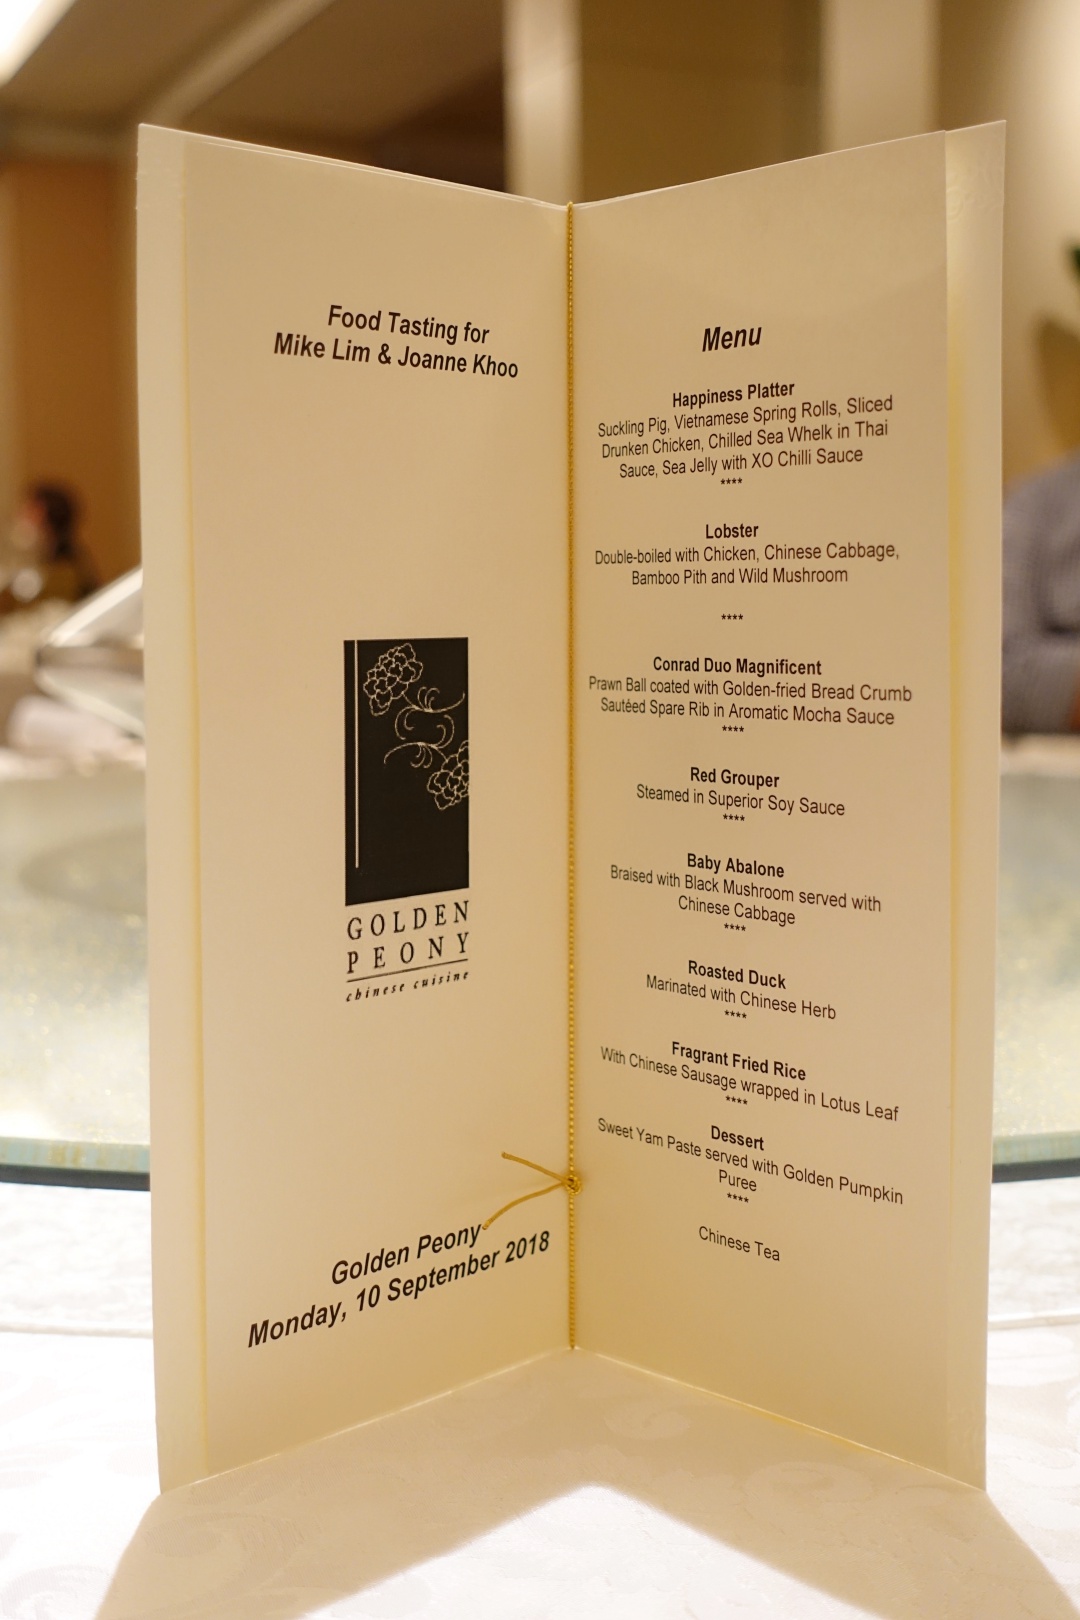 Food Tasting for
Mike Lim & Joanne Khoo
GOLDEN
PEONY
chinese cuisine
Golden Peony
Monday, 10 September 2018
Menu
Happiness Platter
Suckling Pig, Vietnamese Spring Rolls, Sliced
Drunken Chicken, Chilled Sea Whelk in Thai
Sauce, Sea Jelly with XO Chilli Sauce
****
Lobster
Double-boiled with Chicken, Chinese Cabbage,
Bamboo Pith and Wild Mushroom
****
Conrad Duo Magnificent
Prawn Ball coated with Golden-fried Bread Crumb
Sautéed Spare Rib in Aromatic Mocha Sauce
****
Red Grouper
Steamed in Superior Soy Sauce
****
Baby Abalone
Braised with Black Mushroom served with
Chinese Cabbage
****
Roasted Duck
Marinated with Chinese Herb
****
Fragrant Fried Rice
With Chinese Sausage wrapped in Lotus Leaf
****
Dessert
Sweet Yam Paste served with Golden Pumpkin
Puree
****
Chinese Tea